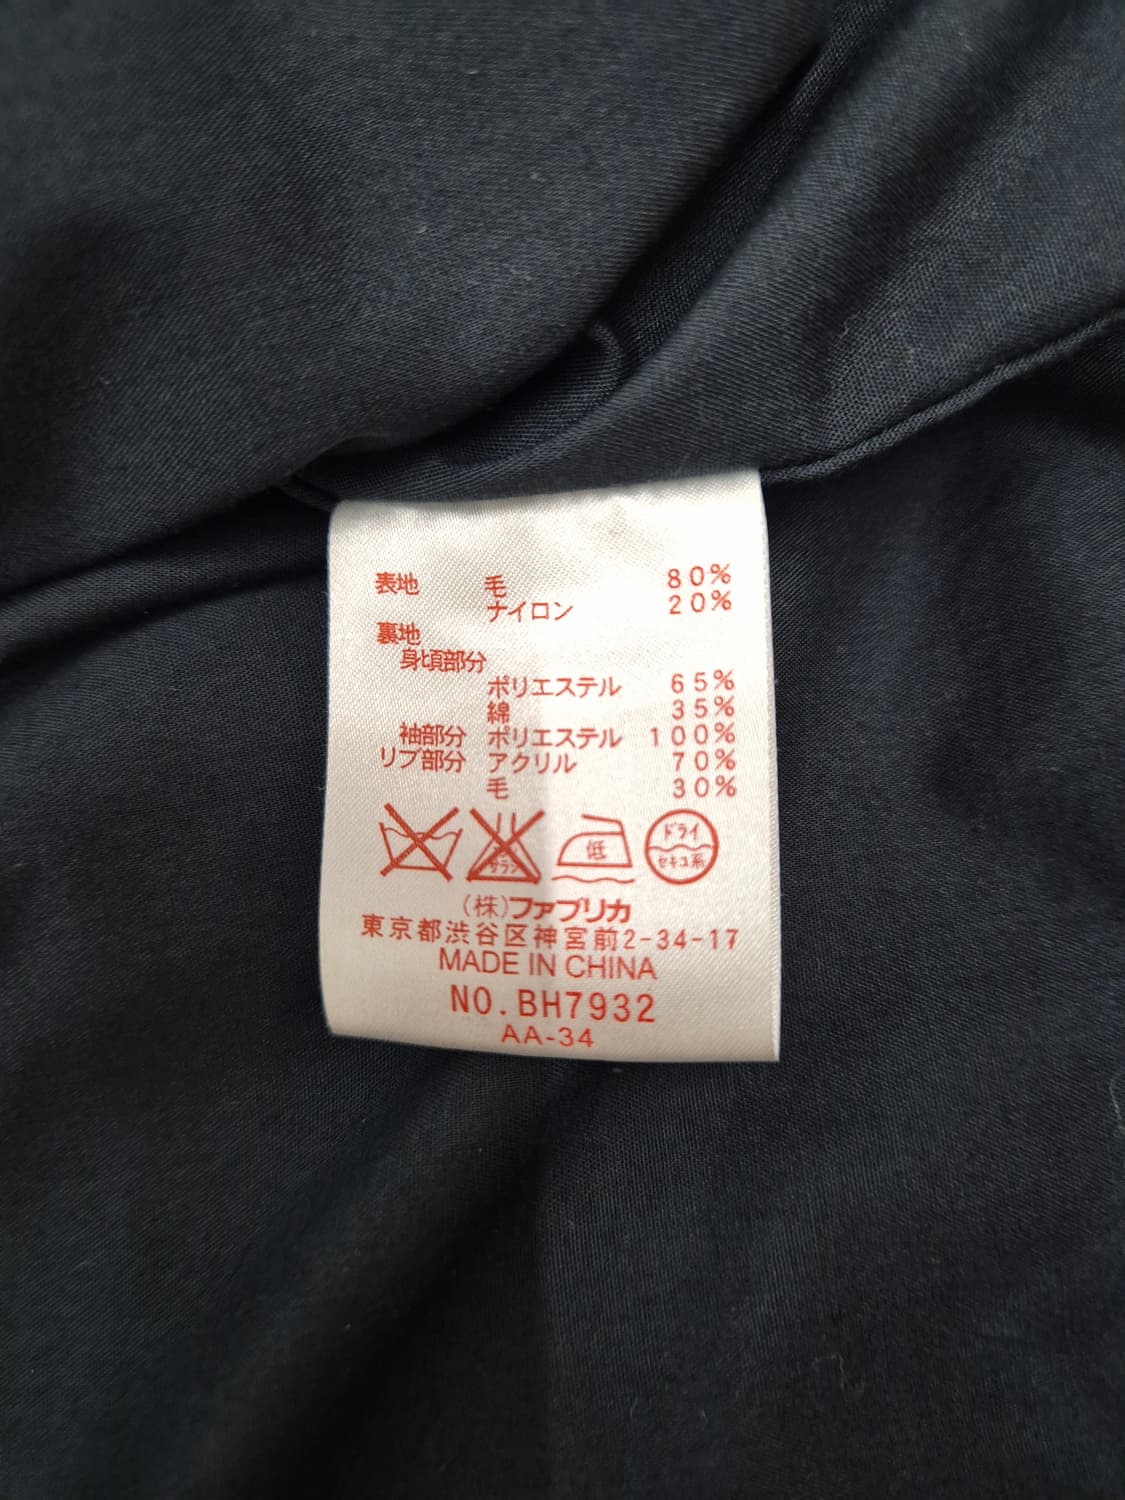 表地 毛 80%
ナイロン 20%
裏地
身頃部分
ポリエステル 65%
綿 35%
袖部分 ポリエステル 100%
リブ部分 アクリル 70%
毛 30%
サラシ 低 ドライ セキユ系
(株)ファブリカ
東京都渋谷区神宮前2-34-17
MADE IN CHINA
NO.BH7932
AA-34